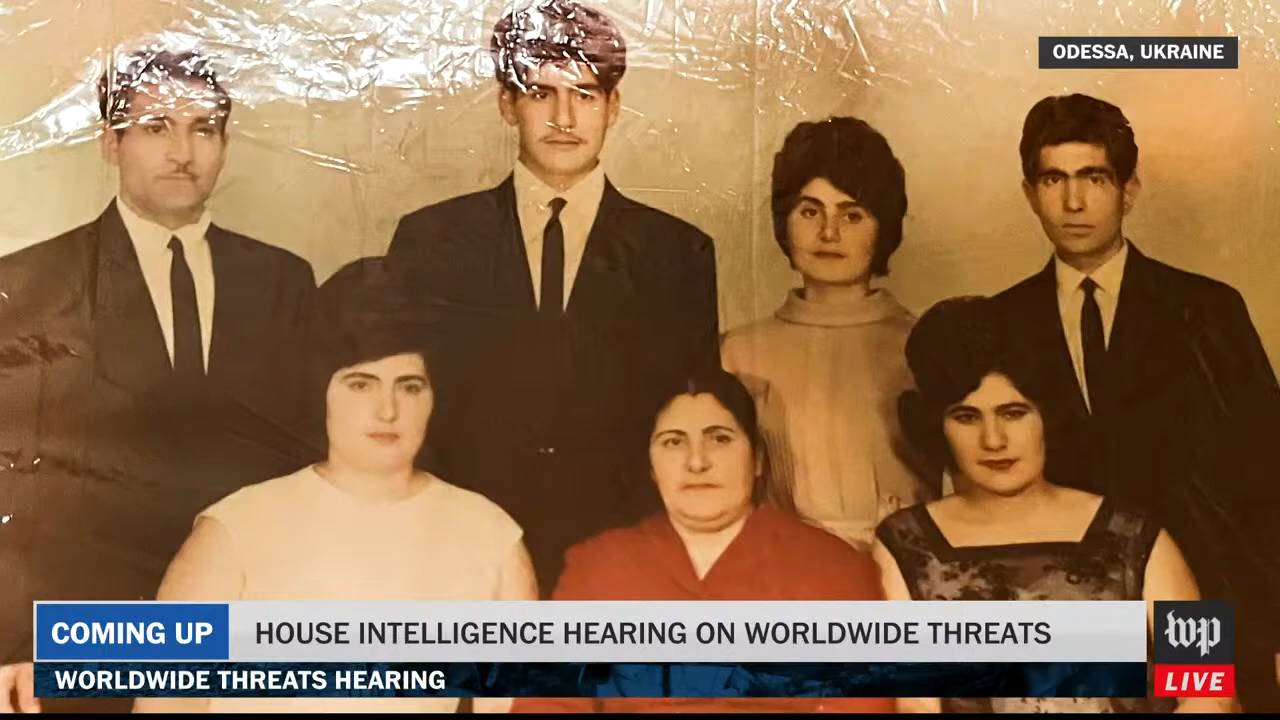 ODESSA, UKRAINE
COMING UP
HOUSE INTELLIGENCE HEARING ON WORLDWIDE THREATS
wp
WORLDWIDE THREATS HEARING
LIVE